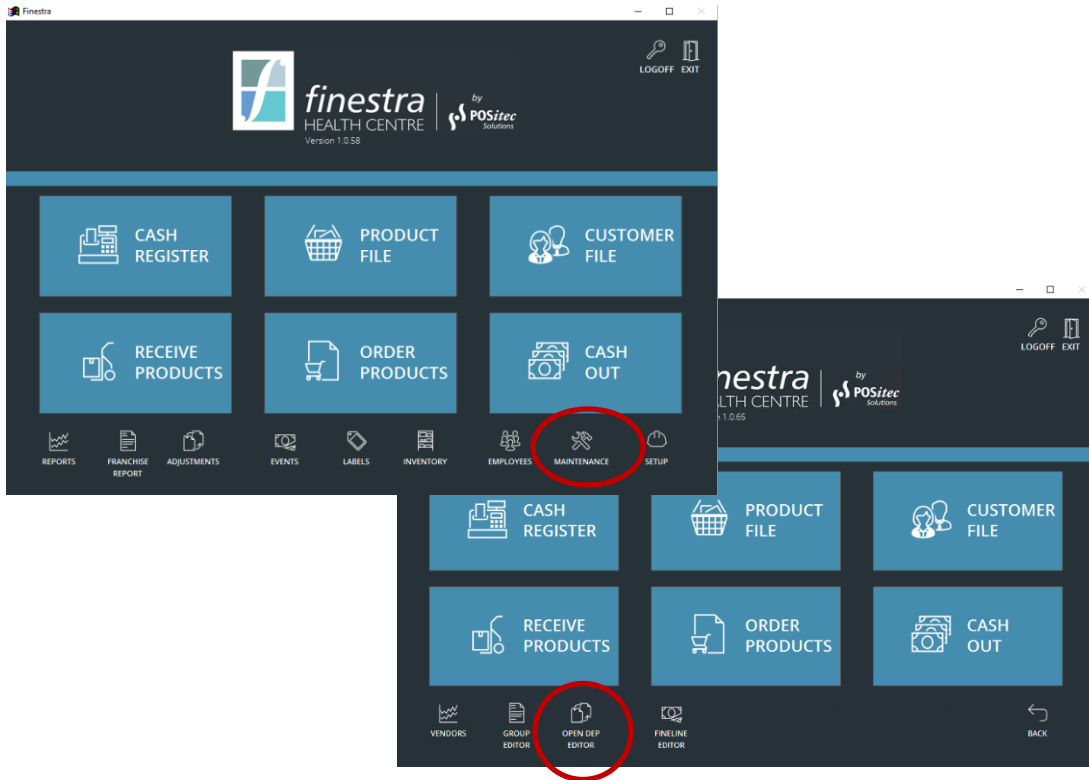 Finestra
LOGOFF EXIT
finestra
HEALTH CENTRE
Version 1.0.58
by
POSitec
Solutions
CASH
REGISTER
PRODUCT
FILE
CUSTOMER
FILE
RECEIVE
PRODUCTS
ORDER
PRODUCTS
CASH
OUT
REPORTS
FRANCHISE
REPORT
ADJUSTMENTS
EVENTS
LABELS
INVENTORY
EMPLOYEES
MAINTENANCE
SETUP
LOGOFF EXIT
nestra
LTH CENTRE
1.0.65
by
POSitec
Solutions
CASH
REGISTER
PRODUCT
FILE
CUSTOMER
FILE
RECEIVE
PRODUCTS
ORDER
PRODUCTS
CASH
OUT
VENDORS
GROUP
EDITOR
OPEN DEP
EDITOR
FINELINE
EDITOR
BACK